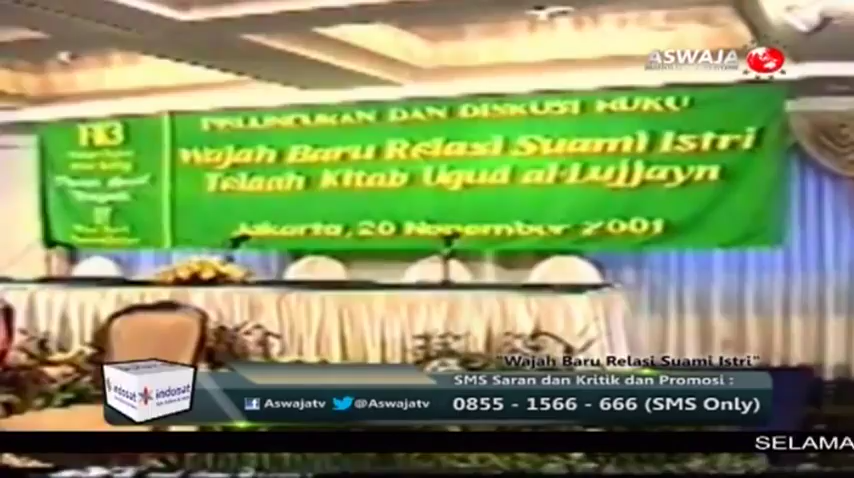 ASWAJA
PELUNCURAN DAN DISKUSI BUKU
Wajah Baru Relasi Suami Istri
Telaah Kitab Uqud al-Lujjayn
Jakarta, 20 Nopember 2001
"Wajah Baru Relasi Suami Istri"
SMS Saran dan Kritik dan Promosi :
indosat
indosat
Aswajatv
@Aswajatv
0855 - 1566 - 666 (SMS Only)
SELAMA